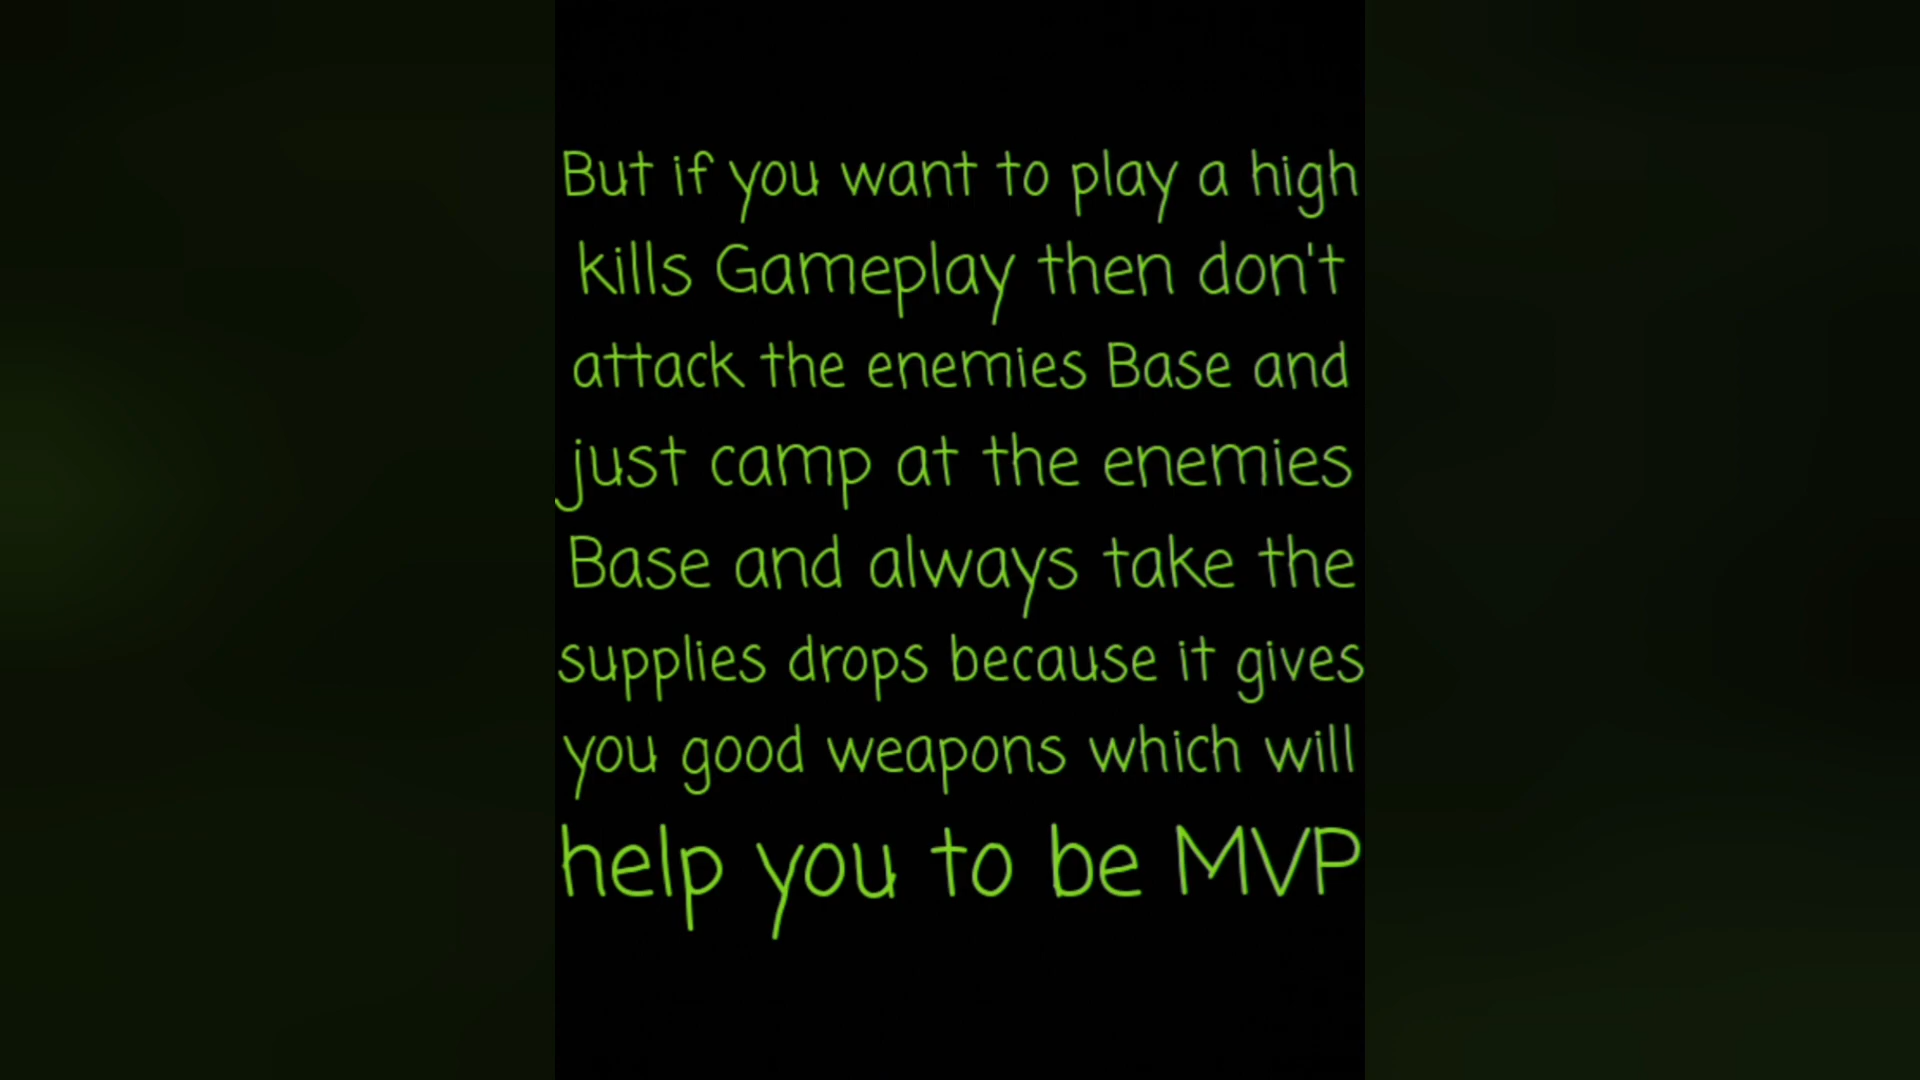 But if you want to play a high
kills Gameplay then don't
attack the enemies Base and
just camp at the enemies
Base and always take the
supplies drops because it gives
you good weapons which will
help you to be MVP